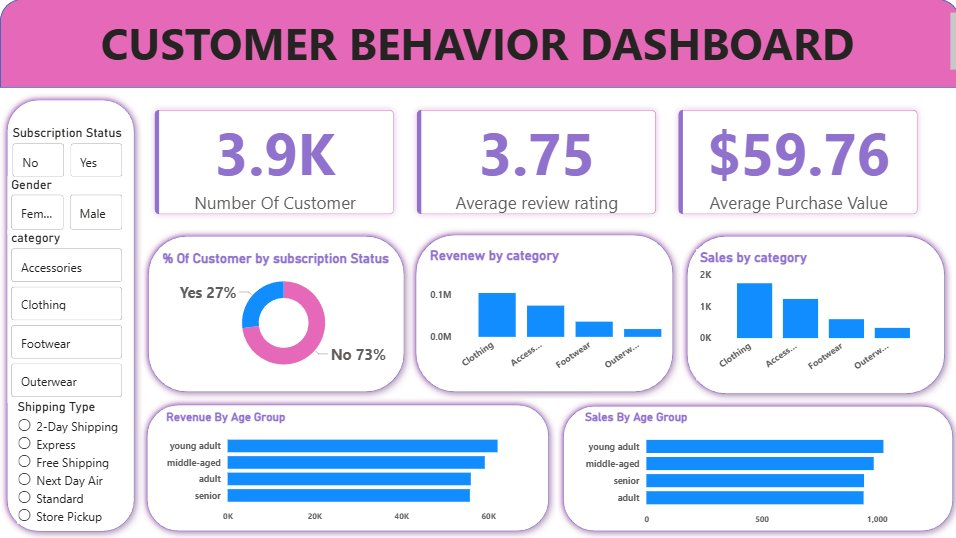 CUSTOMER BEHAVIOR DASHBOARD
Subscription Status
No
Yes
Gender
Fem...
Male
category
Accessories
Clothing
Footwear
Outerwear
Shipping Type
2-Day Shipping
Express
Free Shipping
Next Day Air
Standard
Store Pickup
3.9K
Number Of Customer
3.75
Average review rating
$59.76
Average Purchase Value
% Of Customer by subscription Status
Yes 27%
No 73%
Revenew by category
0.1M
0.0M
Clothing
Access...
Footwear
Outerw...
Sales by category
2K
1K
0K
Clothing
Access...
Footwear
Outerw...
Revenue By Age Group
young adult
middle-aged
adult
senior
0K
20K
40K
60K
Sales By Age Group
young adult
middle-aged
senior
adult
0
500
1,000